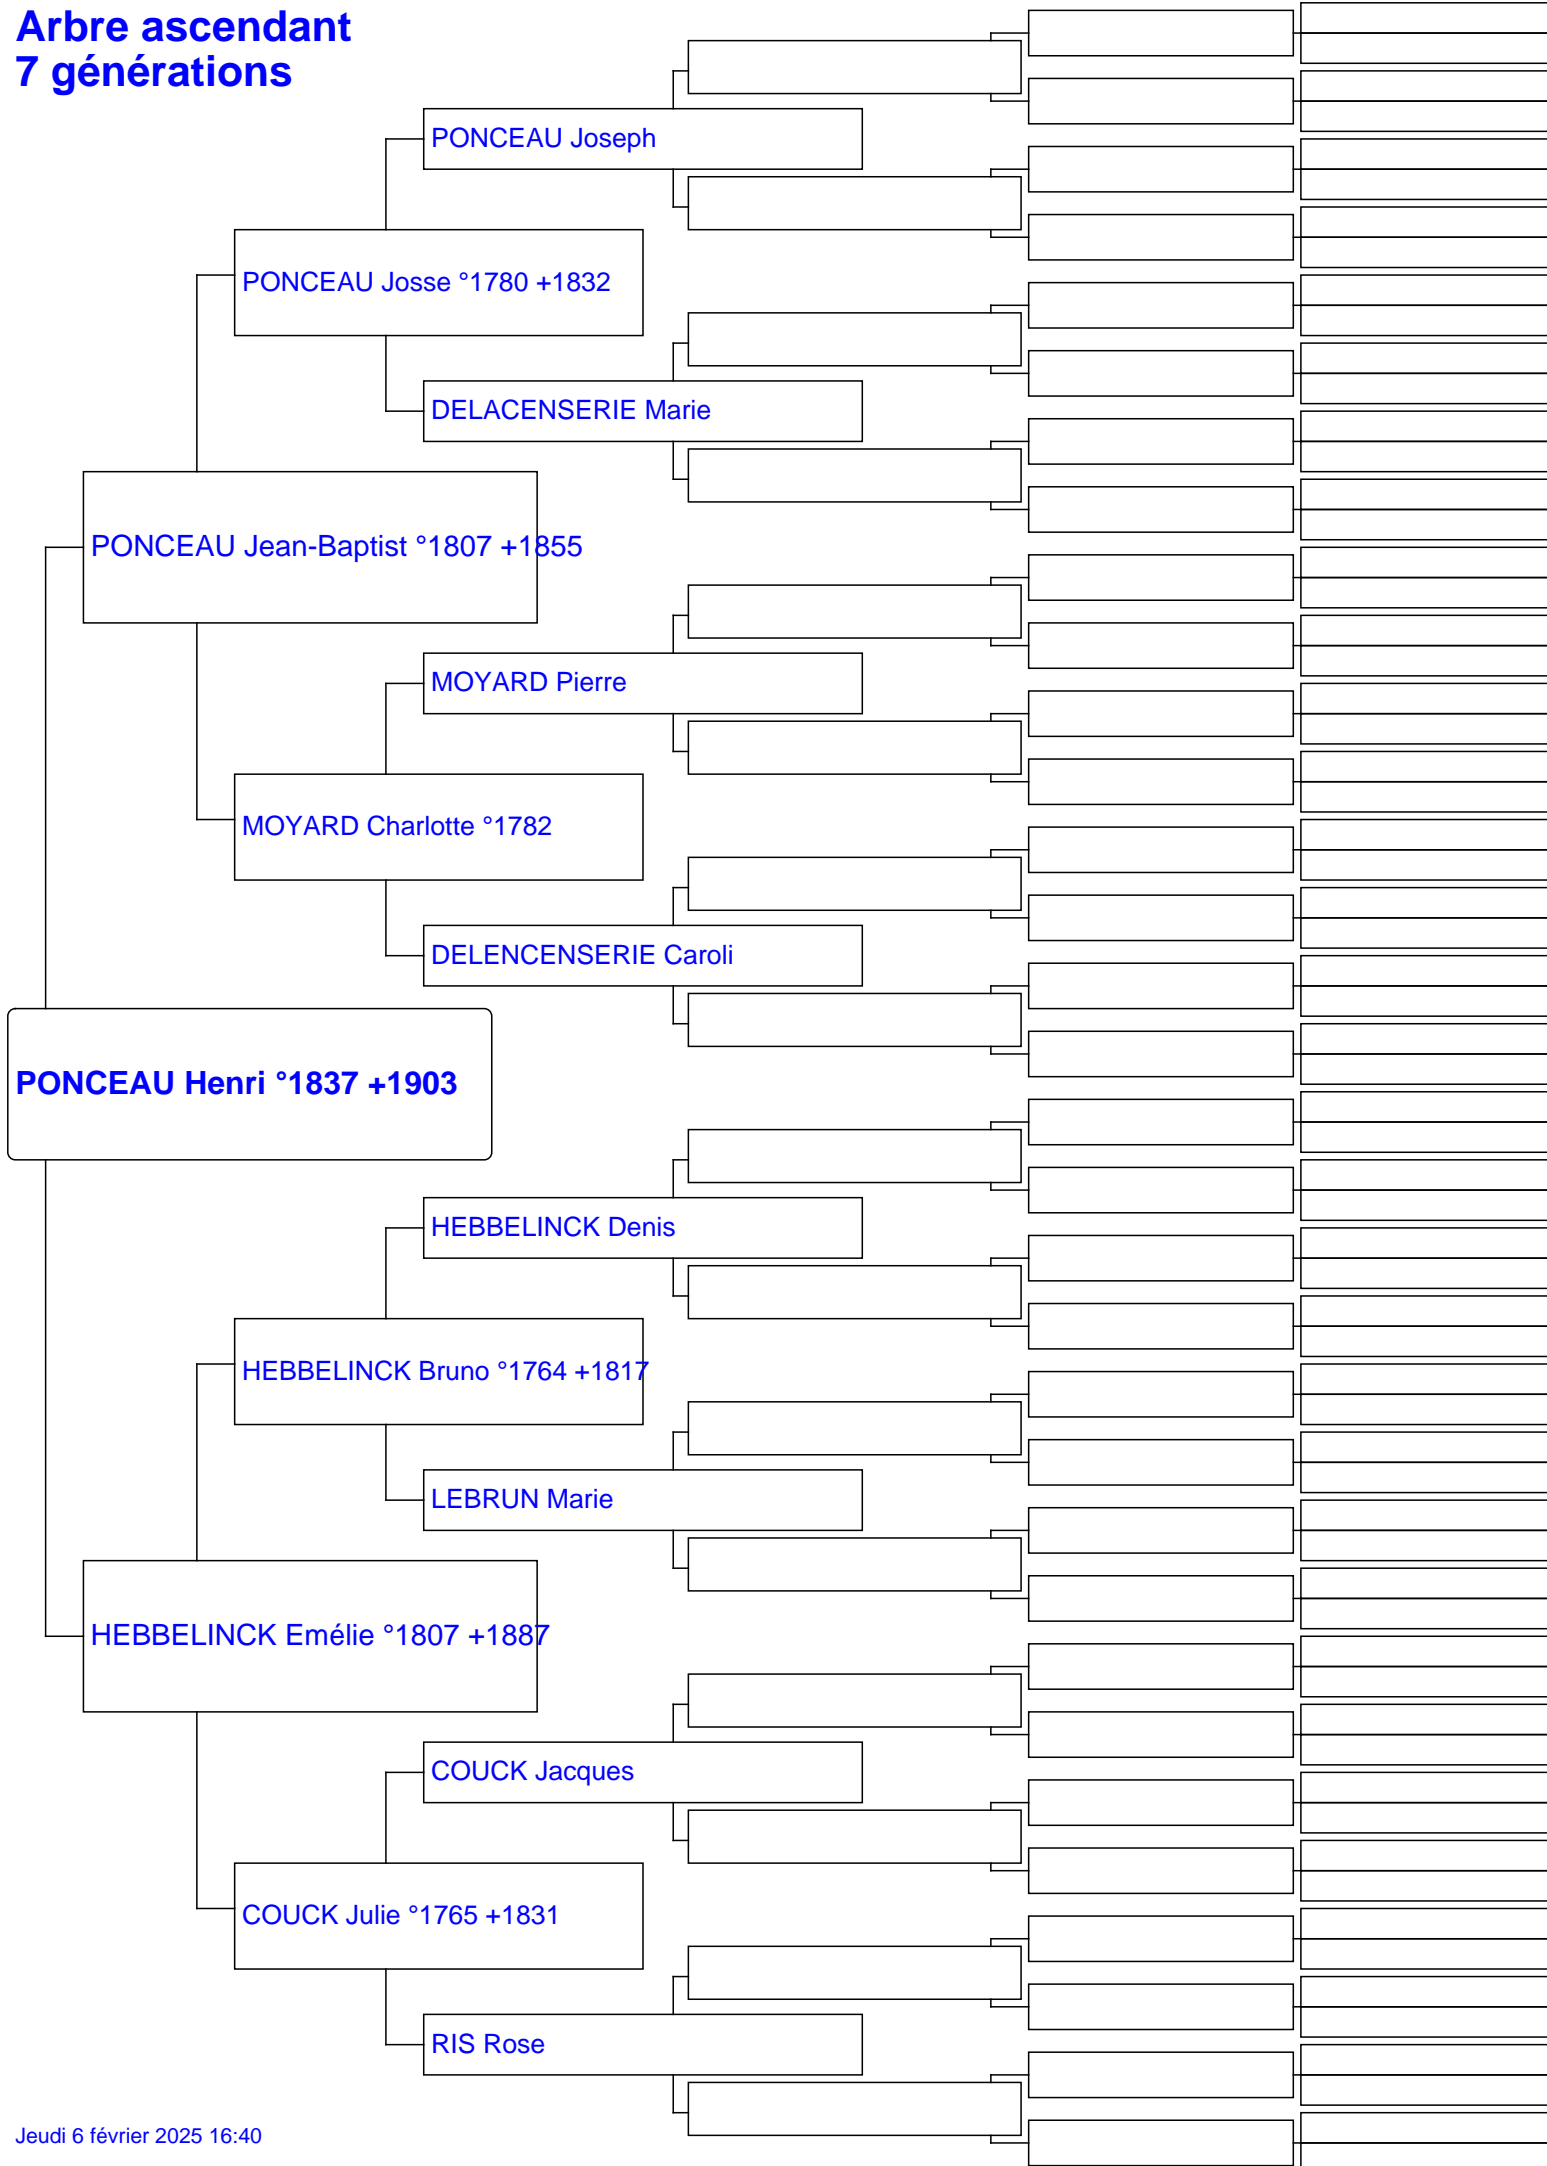 Arbre ascendant
7 générations
PONCEAU Joseph
PONCEAU Josse °1780 +1832
DELACENSERIE Marie
PONCEAU Jean-Baptist °1807 +1855
MOYARD Pierre
MOYARD Charlotte °1782
DELENCENSERIE Caroli
PONCEAU Henri °1837 +1903
HEBBELINCK Denis
HEBBELINCK Bruno °1764 +1817
LEBRUN Marie
HEBBELINCK Emélie °1807 +1887
COUCK Jacques
COUCK Julie °1765 +1831
RIS Rose
Jeudi 6 février 2025 16:40